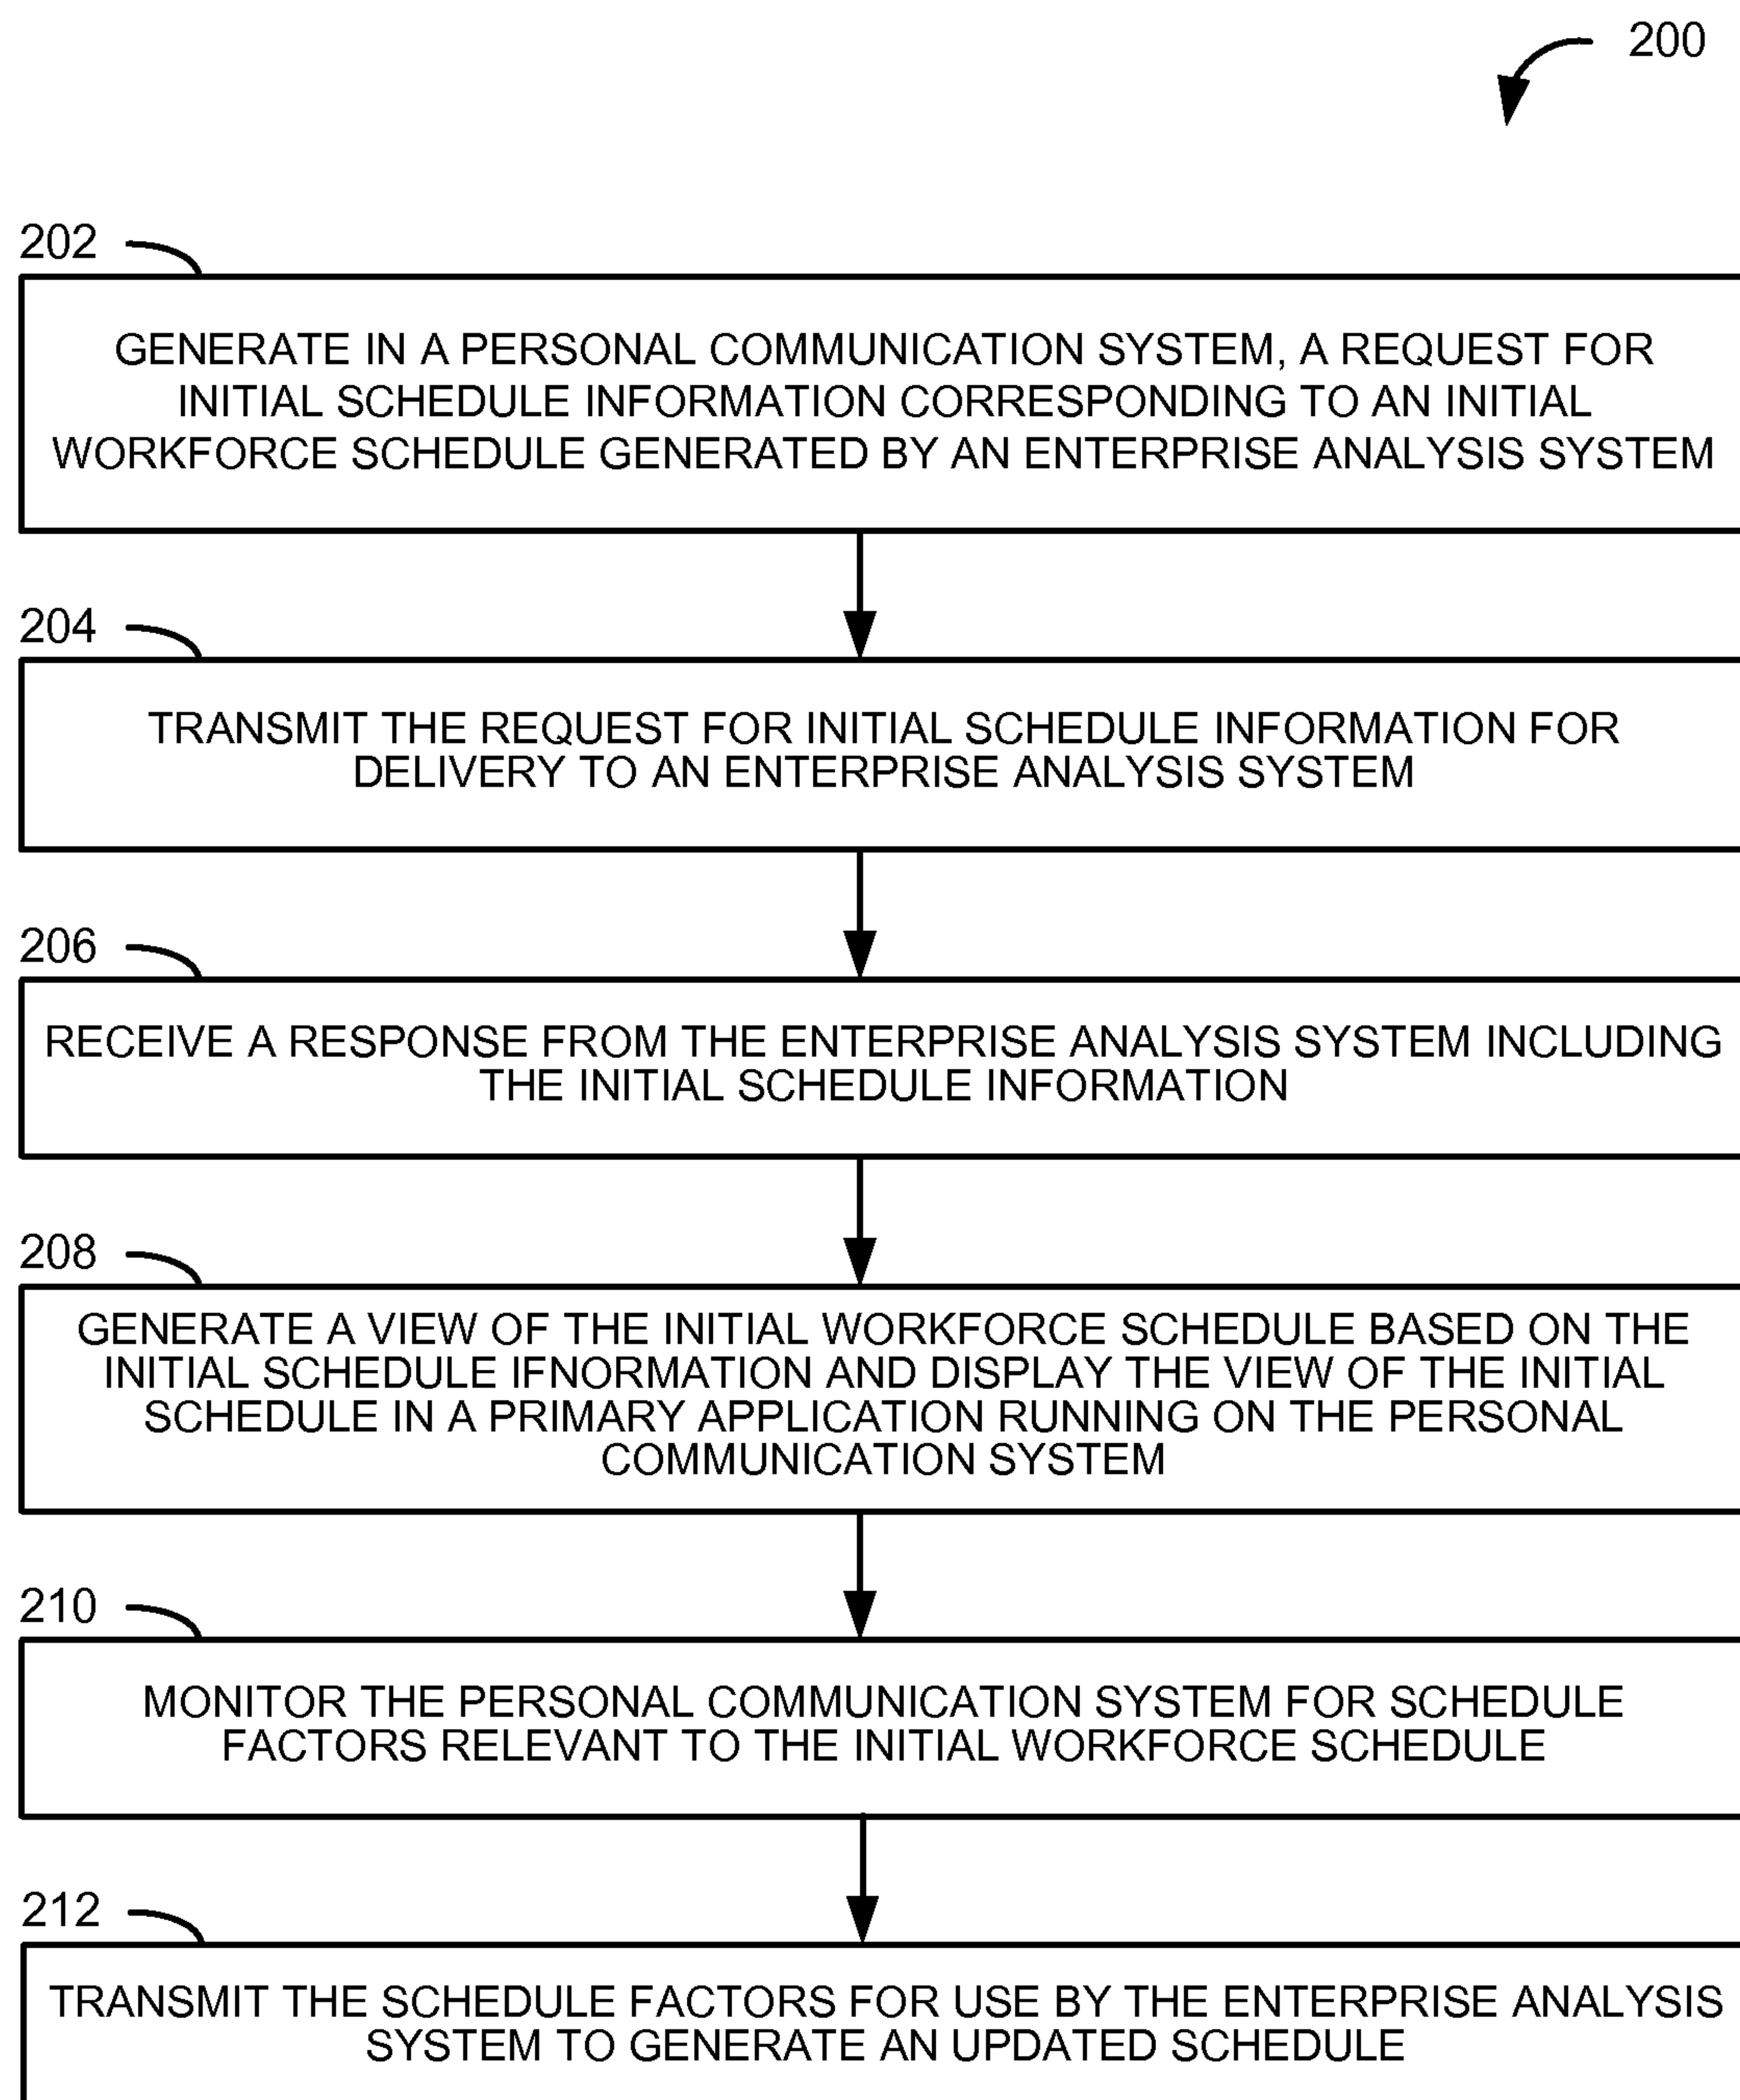 200
202
GENERATE IN A PERSONAL COMMUNICATION SYSTEM, A REQUEST FOR
INITIAL SCHEDULE INFORMATION CORRESPONDING TO AN INITIAL
WORKFORCE SCHEDULE GENERATED BY AN ENTERPRISE ANALYSIS SYSTEM
204
TRANSMIT THE REQUEST FOR INITIAL SCHEDULE INFORMATION FOR
DELIVERY TO AN ENTERPRISE ANALYSIS SYSTEM
206
RECEIVE A RESPONSE FROM THE ENTERPRISE ANALYSIS SYSTEM INCLUDING
THE INITIAL SCHEDULE INFORMATION
208
GENERATE A VIEW OF THE INITIAL WORKFORCE SCHEDULE BASED ON THE
INITIAL SCHEDULE IFNORMATION AND DISPLAY THE VIEW OF THE INITIAL
SCHEDULE IN A PRIMARY APPLICATION RUNNING ON THE PERSONAL
COMMUNICATION SYSTEM
210
MONITOR THE PERSONAL COMMUNICATION SYSTEM FOR SCHEDULE
FACTORS RELEVANT TO THE INITIAL WORKFORCE SCHEDULE
212
TRANSMIT THE SCHEDULE FACTORS FOR USE BY THE ENTERPRISE ANALYSIS
SYSTEM TO GENERATE AN UPDATED SCHEDULE